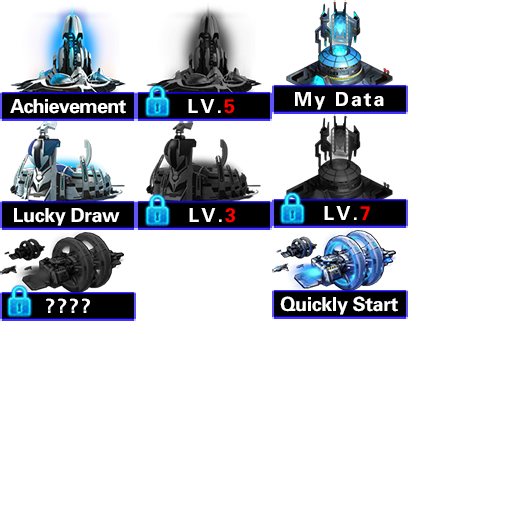 Achievement
LV.5
My Data
Lucky Draw
LV.3
LV.7
????
Quickly Start